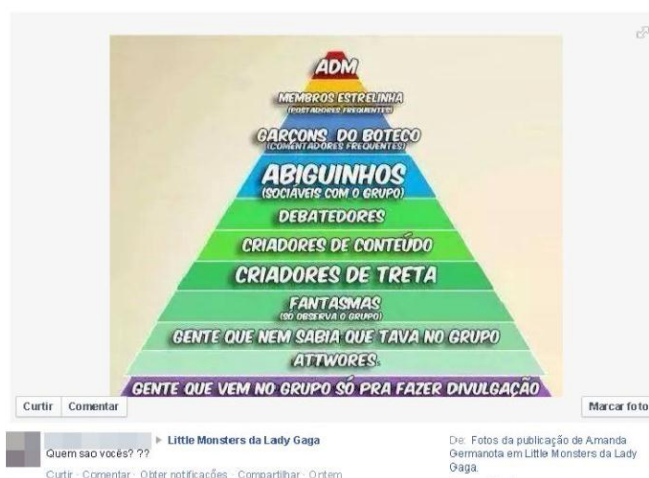 ADM
MEMBROS ESTRELINHA
(POSTADORES FREQUENTES)
GARÇONS DO BOTECO
(COMENTADORES FREQUENTES)
ABIGUINHOS
(SOCIÁVEIS COM O GRUPO)
DEBATEDORES
CRIADORES DE CONTEÚDO
CRIADORES DE TRETA
FANTASMAS
(SÓ OBSERVA O GRUPO)
GENTE QUE NEM SABIA QUE TAVA NO GRUPO
ATTWORES
GENTE QUE VEM NO GRUPO SÓ PRA FAZER DIVULGAÇÃO
Curtir Comentar
Marcar foto
Little Monsters da Lady Gaga
Quem sao vocês? ??
Curtir · Comentar · Obter notificações · Compartilhar · Ontem
De: Fotos da publicação de Amanda
Germanota em Little Monsters da Lady
Gaga.